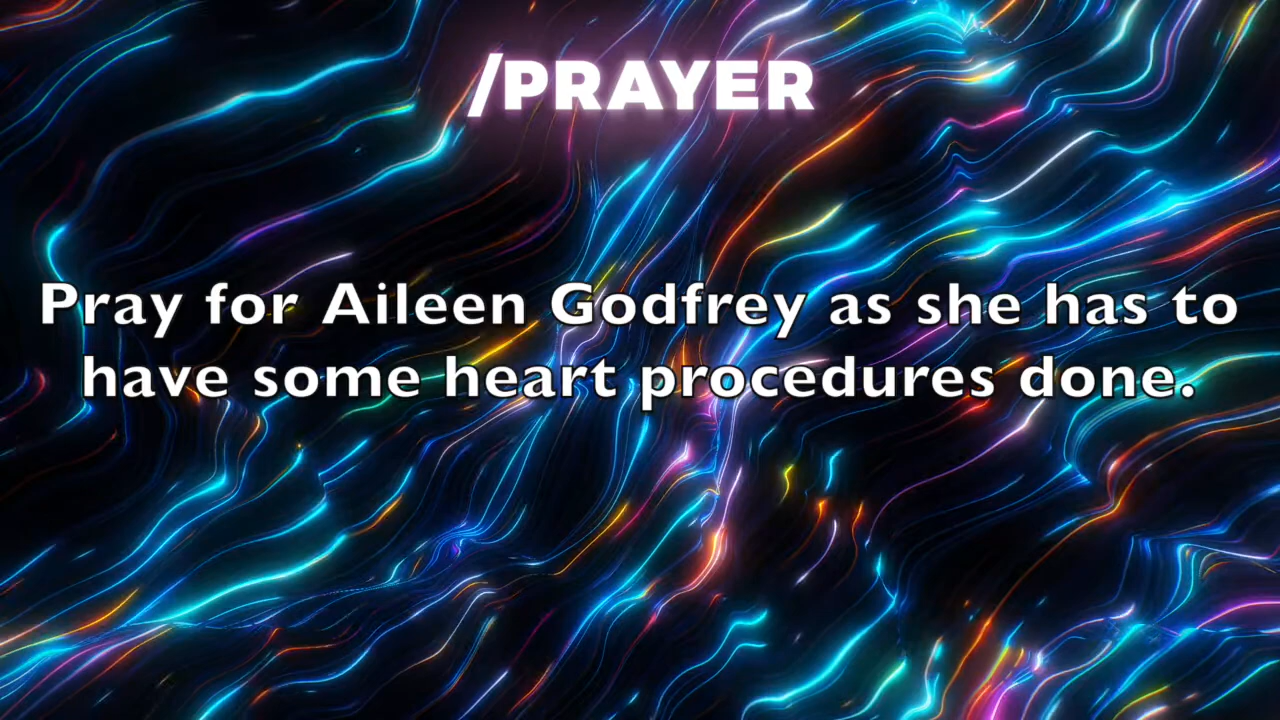 /PRAYER
Pray for Aileen Godfrey as she has to
have some heart procedures done.